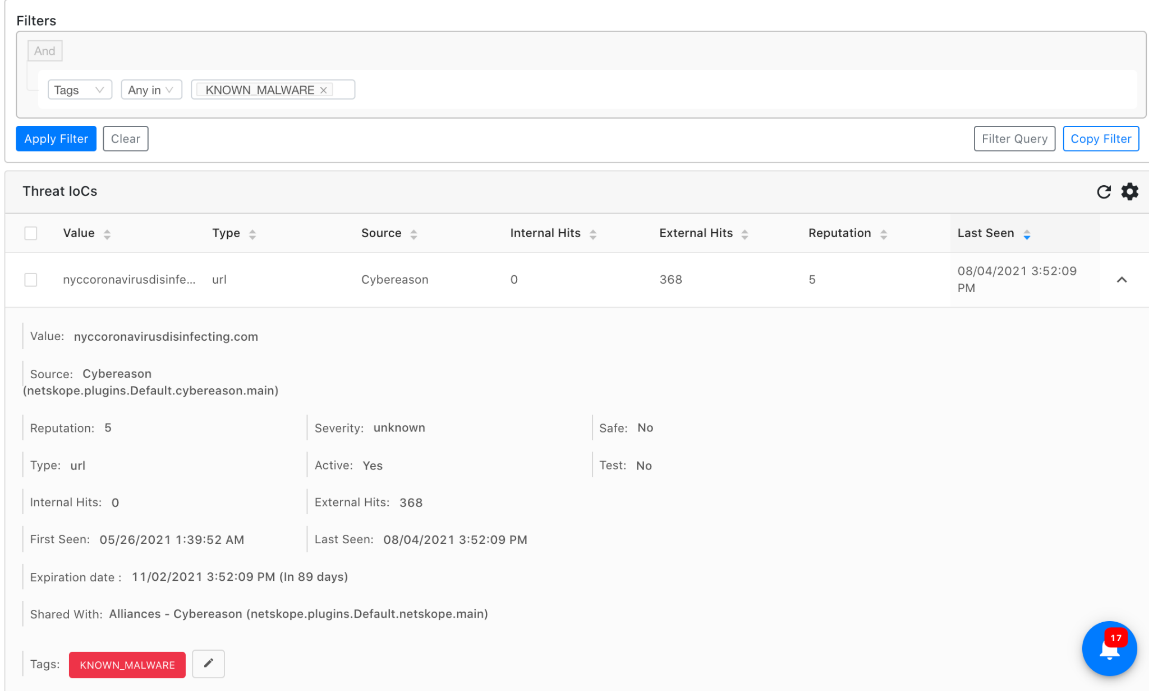 Filters
And
Tags Any in KNOWN_MALWARE ×
Apply Filter Clear Filter Query Copy Filter
Threat IoCs
Value Type Source Internal Hits External Hits Reputation Last Seen
nyccoronavirusdisinfe... url Cybereason 0 368 5 08/04/2021 3:52:09
PM
Value: nyccoronavirusdisinfecting.com
Source: Cybereason
(netskope.plugins.Default.cybereason.main)
Reputation: 5 Severity: unknown Safe: No
Type: url Active: Yes Test: No
Internal Hits: 0 External Hits: 368
First Seen: 05/26/2021 1:39:52 AM Last Seen: 08/04/2021 3:52:09 PM
Expiration date : 11/02/2021 3:52:09 PM (In 89 days)
Shared With: Alliances - Cybereason (netskope.plugins.Default.netskope.main)
17
Tags: KNOWN_MALWARE